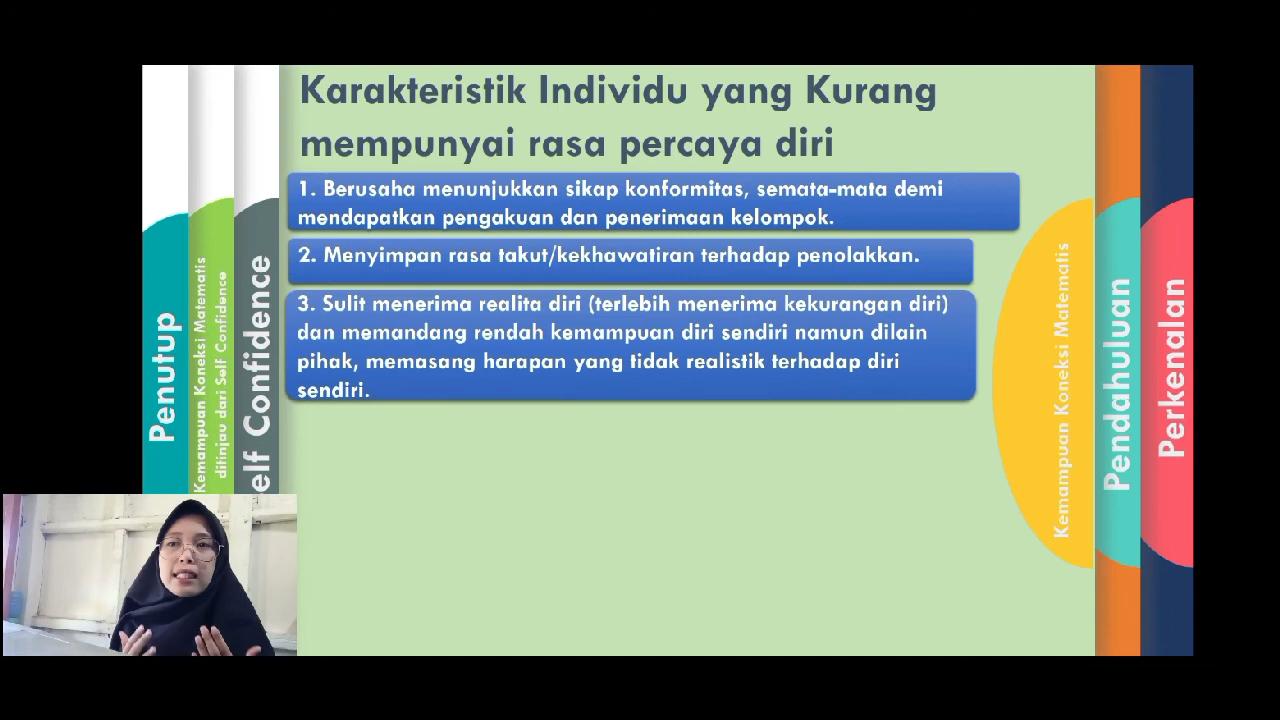 Karakteristik Individu yang Kurang
mempunyai rasa percaya diri
1. Berusaha menunjukkan sikap konformitas, semata-mata demi
mendapatkan pengakuan dan penerimaan kelompok.
2. Menyimpan rasa takut/kekhawatiran terhadap penolakkan.
3. Sulit menerima realita diri (terlebih menerima kekurangan diri)
dan memandang rendah kemampuan diri sendiri namun dilain
pihak, memasang harapan yang tidak realistik terhadap diri
sendiri.
Penutup
Kemampuan Koneksi Matematis
ditinjau dari Self Confidence
elf Confidence
Kemampuan Koneksi Matematis
Pendahuluan
Perkenalan